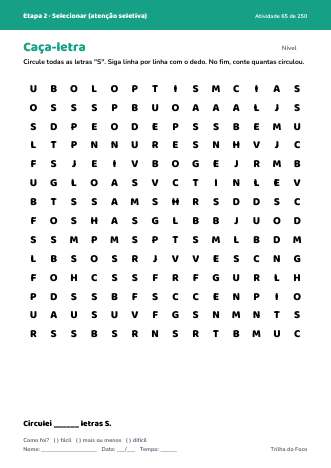 Etapa 2 · Selecionar (atenção seletiva)
Atividade 65 de 250
Caça-letra
Nível
Circule todas as letras "S". Siga linha por linha com o dedo. No fim, conte quantas circulou.
U B O L O P T I S M C I A S
O S S S P B U O A A A Ł J S
S D P E O D E P S S B E M U
L T P N N U R E S N H V J C
F S J E I V B O G E J R M B
U G Ł O A S V C T I N Ł E V
B T S S A M S H R S D D S C
F O S H A S G L B B J U O D
S S M P M S P T S M L B D M
L B S O S R J V V E S C N G
F O H C S S F R F G U R Ł H
P D S S B F S C C E N P I O
U A U S U V F G S N M N T S
R S S B S R N S R T B M U C
Circulei ______ letras S.
Como foi? ( ) fácil ( ) mais ou menos ( ) difícil
Nome: ____________________ Data: ___/___ Tempo: ______
Trilha do Foco